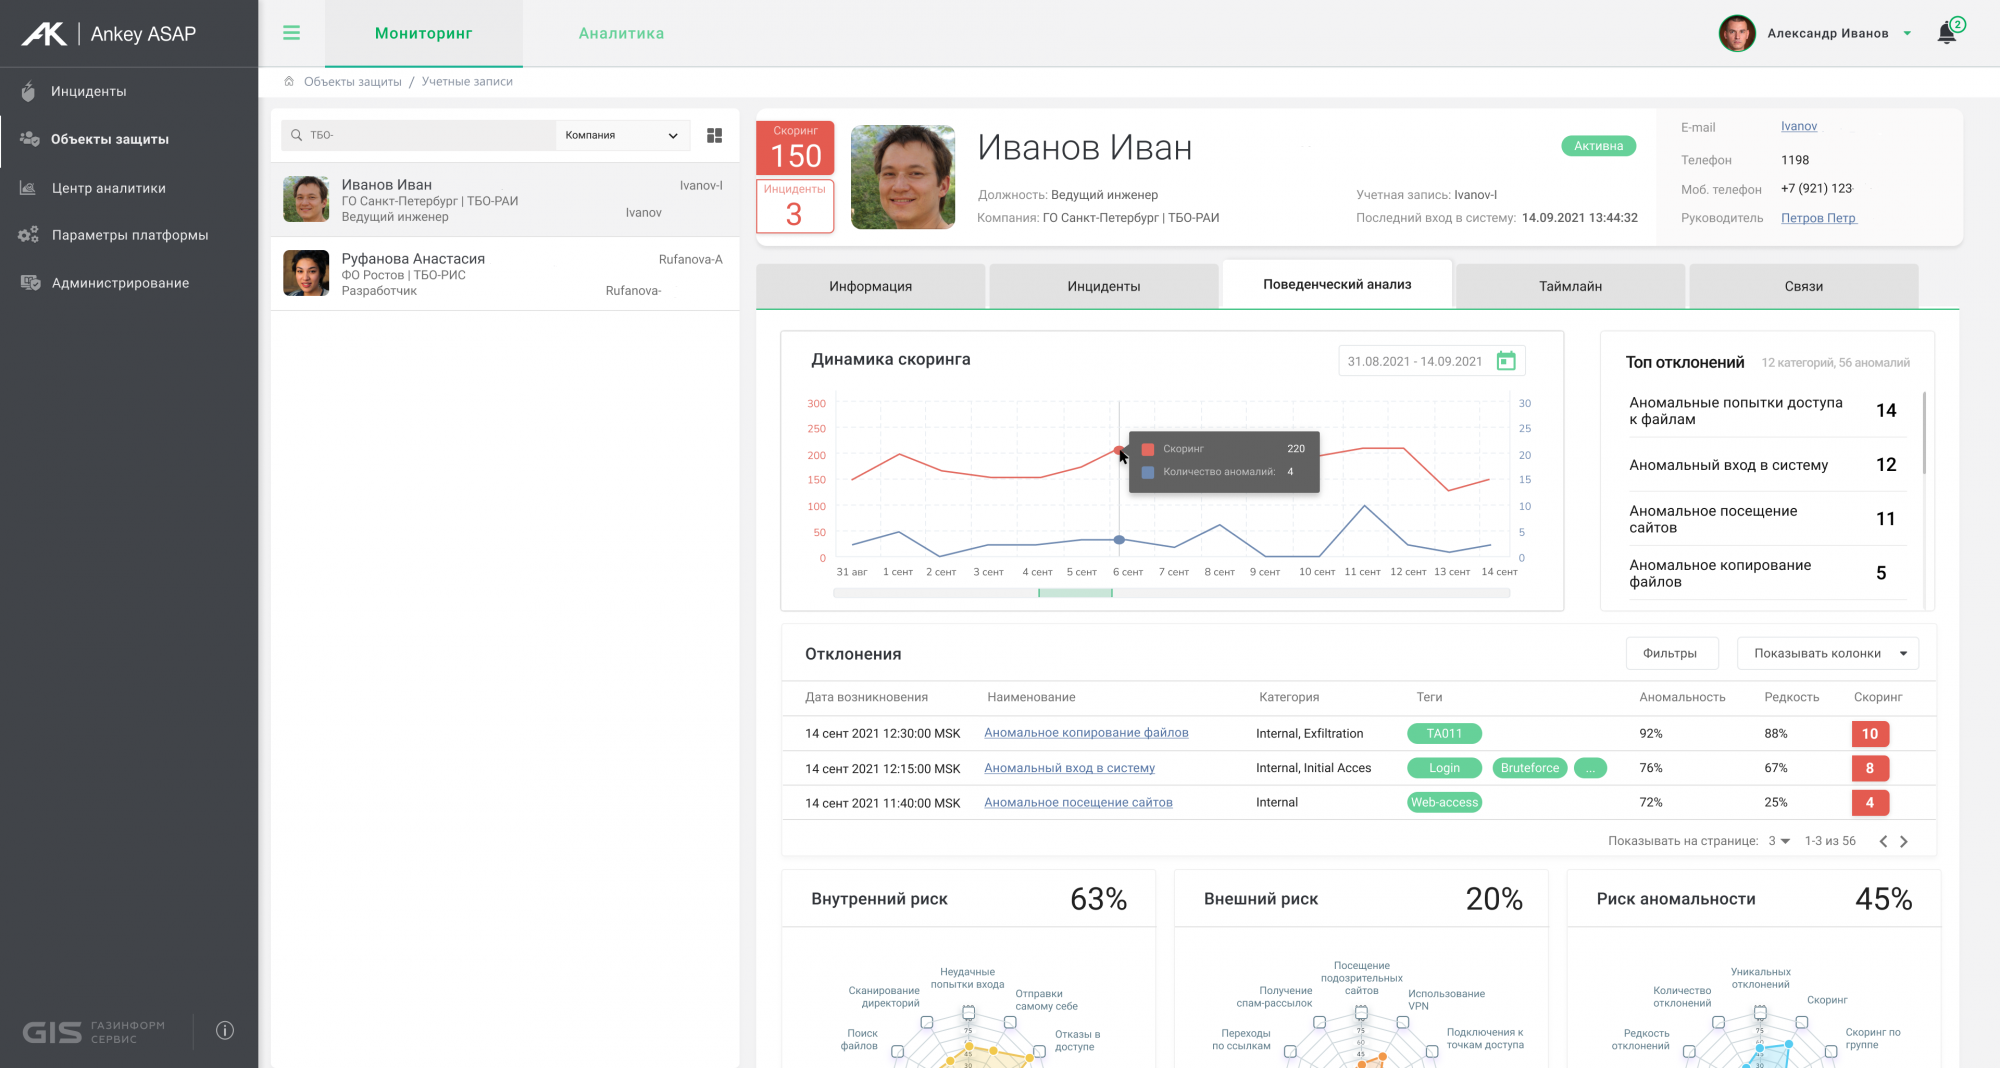 Ankey ASAP
Мониторинг
Аналитика
Александр Иванов
2
Инциденты
Объекты защиты
Центр аналитики
Параметры платформы
Администрирование
GIS ГАЗИНФОРМ СЕРВИС
Объекты защиты / Учетные записи
ТБО-
Компания
Иванов Иван
Ivanov-I
ГО Санкт-Петербург | ТБО-РАИ
Ведущий инженер
Ivanov
Руфанова Анастасия
Rufanova-A
ФО Ростов | ТБО-РИС
Разработчик
Rufanova-
Скоринг
150
Инциденты
3
Иванов Иван
Активна
Должность: Ведущий инженер
Компания: ГО Санкт-Петербург | ТБО-РАИ
Учетная запись: Ivanov-I
Последний вход в систему: 14.09.2021 13:44:32
E-mail Ivanov
Телефон 1198
Моб. телефон +7 (921) 123-
Руководитель Петров Петр
Информация
Инциденты
Поведенческий анализ
Таймлайн
Связи
Динамика скоринга
31.08.2021 - 14.09.2021
300
250
200
150
100
50
0
30
25
20
15
10
5
0
Скоринг 220
Количество аномалий: 4
31 авг 1 сент 2 сент 3 сент 4 сент 5 сент 6 сент 7 сент 8 сент 9 сент 10 сент 11 сент 12 сент 13 сент 14 сент
Топ отклонений 12 категорий, 56 аномалий
Аномальные попытки доступа
к файлам
14
Аномальный вход в систему 12
Аномальное посещение
сайтов
11
Аномальное копирование
файлов
5
Отклонения
Фильтры
Показывать колонки
Дата возникновения Наименование Категория Теги Аномальность Редкость Скоринг
14 сент 2021 12:30:00 MSK Аномальное копирование файлов Internal, Exfiltration TA011 92% 88% 10
14 сент 2021 12:15:00 MSK Аномальный вход в систему Internal, Initial Acces Login Bruteforce ... 76% 67% 8
14 сент 2021 11:40:00 MSK Аномальное посещение сайтов Internal Web-access 72% 25% 4
Показывать на странице: 3 1-3 из 56
Внутренний риск 63%
Неудачные
попытки входа
Сканирование
директорий
Отправки
самому себе
Поиск
файлов
Отказы в
доступе
Внешний риск 20%
Посещение
подозрительных
сайтов
Получение
спам-рассылок
Использование
VPN
Переходы
по ссылкам
Подключения к
точкам доступа
Риск аномальности 45%
Уникальных
отклонений
Количество
отклонений
Скоринг
Редкость
отклонений
Скоринг по
группе